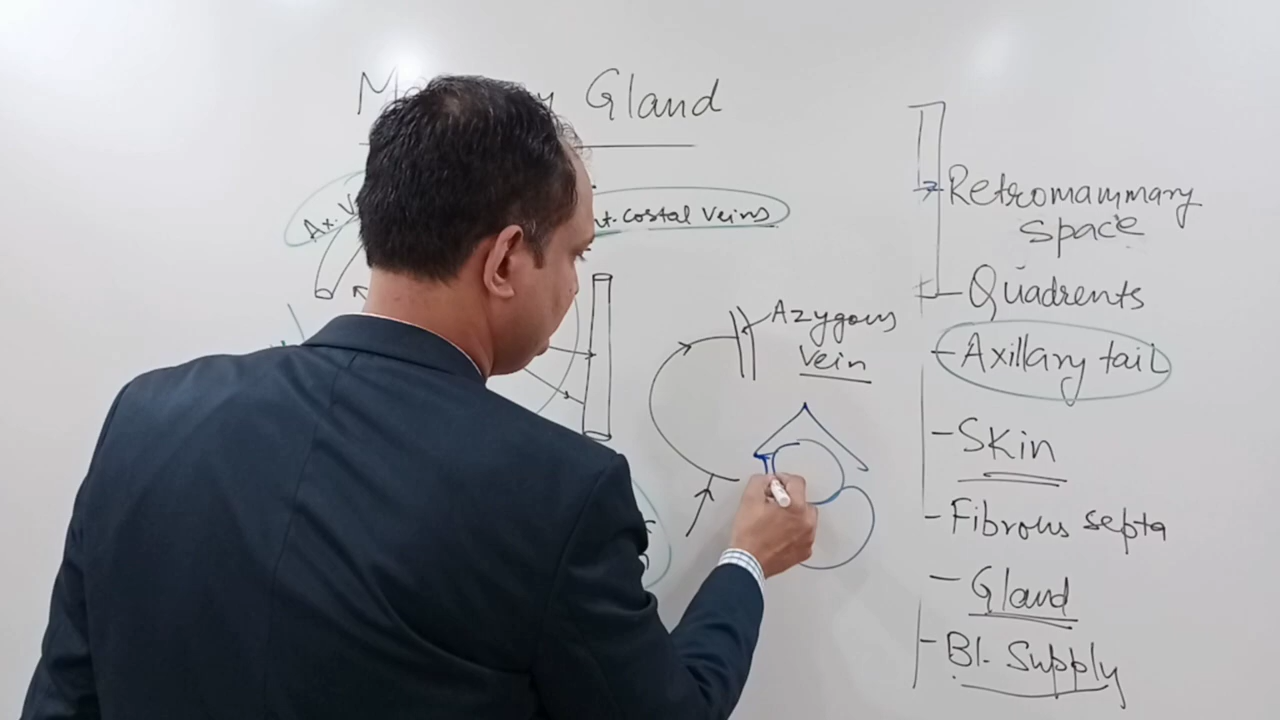 Gland
Ax. V
nt. Costal Veins
Azygous
vein
Retromammary
space
Quadrents
- Axillary tail
- Skin
- Fibrous septa
- Gland
- Bl. Supply